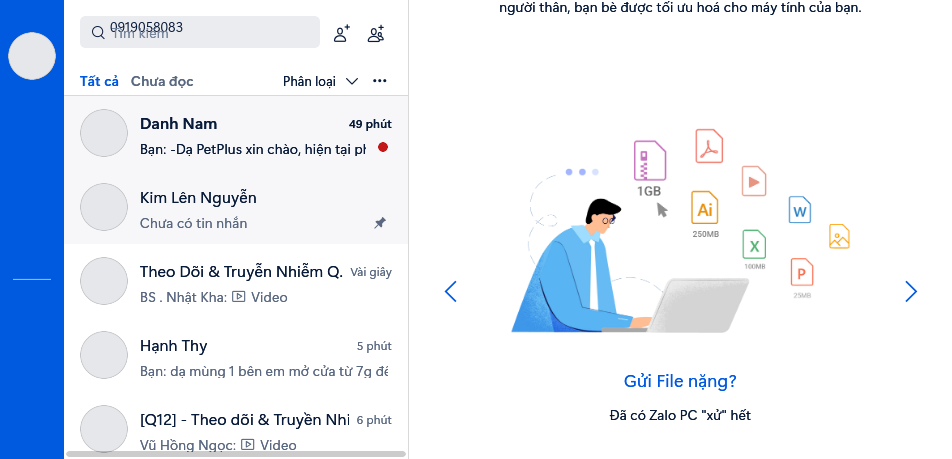 người thân, bạn bè được tối ưu hoá cho máy tính của bạn.
0919058083
Tìm kiếm
Tất cả Chưa đọc Phân loại
Danh Nam 49 phút
Bạn: -Dạ PetPlus xin chào, hiện tại ph
Kim Lên Nguyễn
Chưa có tin nhắn
Theo Dõi & Truyền Nhiễm Q. Vài giây
BS . Nhật Kha: Video
Hạnh Thy 5 phút
Bạn: dạ mùng 1 bên em mở cửa từ 7g đế
[Q12] - Theo dõi & Truyền Nhi 6 phút
Vũ Hồng Ngọc: Video
1GB
Ai
250MB
W
X
100MB
P
25MB
Gửi File nặng?
Đã có Zalo PC "xử" hết